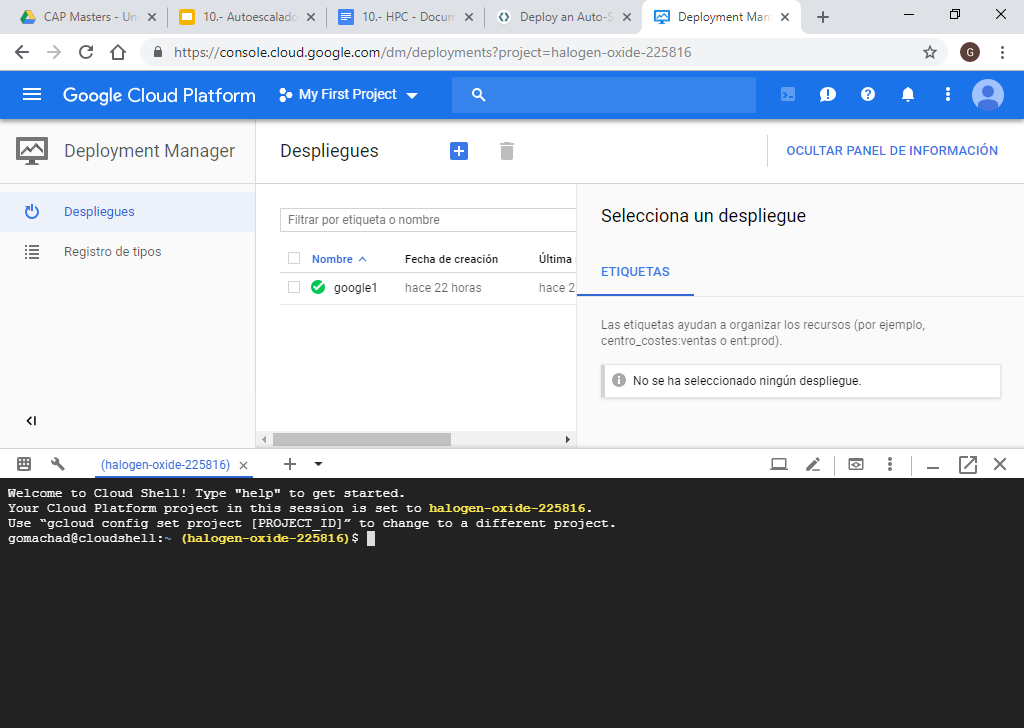 CAP Masters - Un
10.- Autoescalado
10.- HPC - Docum
Deploy an Auto-S
Deployment Man
https://console.cloud.google.com/dm/deployments?project=halogen-oxide-225816
G
Google Cloud Platform
My First Project
Deployment Manager
Despliegues
OCULTAR PANEL DE INFORMACIÓN
Despliegues
Registro de tipos
Filtrar por etiqueta o nombre
Nombre Fecha de creación Última
google1 hace 22 horas hace 2
Selecciona un despliegue
ETIQUETAS
Las etiquetas ayudan a organizar los recursos (por ejemplo,
centro_costes:ventas o ent:prod).
No se ha seleccionado ningún despliegue.
(halogen-oxide-225816)
Welcome to Cloud Shell! Type "help" to get started.
Your Cloud Platform project in this session is set to halogen-oxide-225816.
Use “gcloud config set project [PROJECT_ID]” to change to a different project.
gomachad@cloudshell:~ (halogen-oxide-225816)$